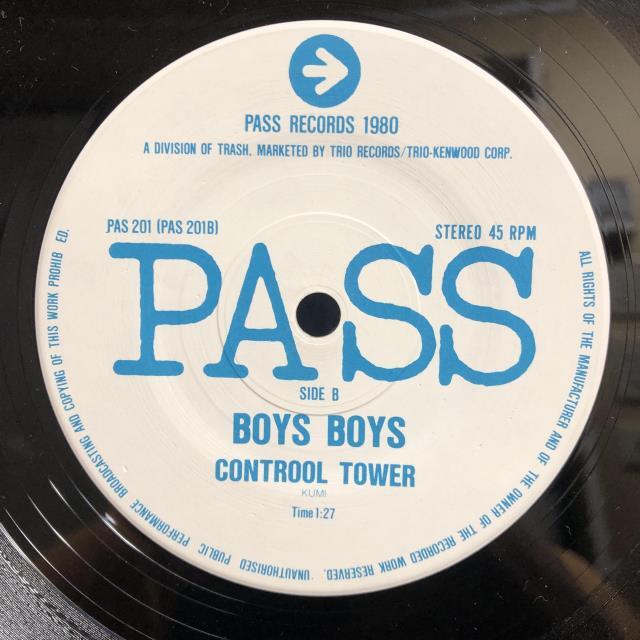 PASS RECORDS 1980
A DIVISION OF TRASH. MARKETED BY TRIO RECORDS/TRIO-KENWOOD CORP.
PAS 201 (PAS 201B)
STEREO 45 RPM
PASS
SIDE B
BOYS BOYS
CONTROOL TOWER
KUMI
Time 1:27
ALL RIGHTS OF THE MANUFACTURER AND OF THE OWNER OF THE RECORDED WORK RESERVED. UNAUTHORISED PUBLIC PERFORMANCE BROADCASTING AND COPYING OF THIS WORK PROHIB ED.